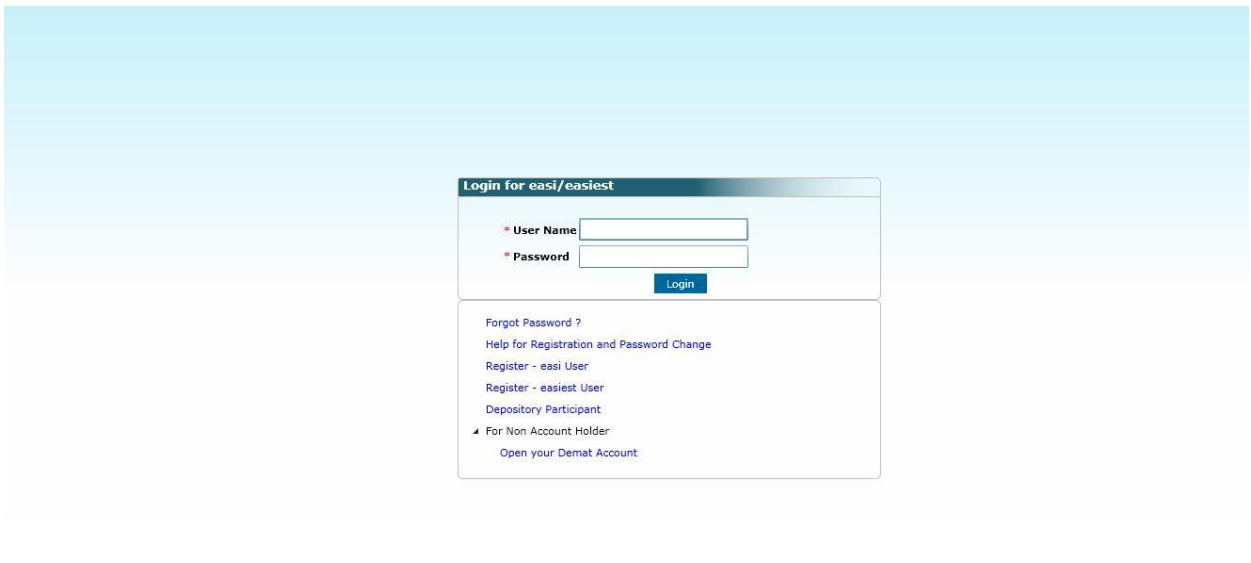 Login for easi/easiest
* User Name
* Password
Login
Forgot Password ?
Help for Registration and Password Change
Register - easi User
Register - easiest User
Depository Participant
For Non Account Holder
Open your Demat Account